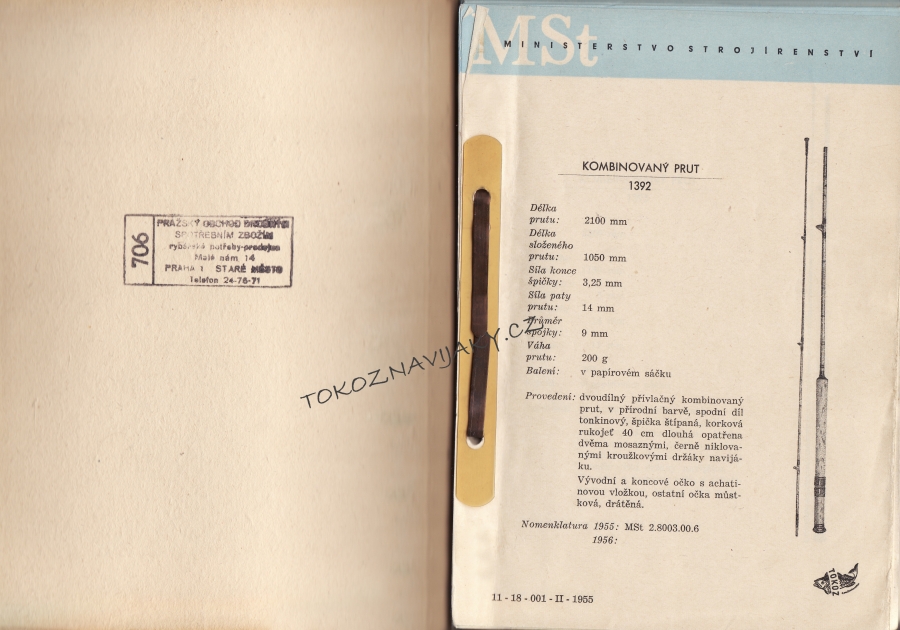 706
PRAŽSKÝ OBCHOD
SPOTŘEBNÍM ZBOŽÍM
rybářské potřeby-prodejna
Malé nám 14
PRAHA 1 STARÉ MĚSTO
Telefon 24-76-71
TOKOZNAVIJAKY.CZ
MSt
MINISTERSTVO STROJÍRENSTVÍ
KOMBINOVANÝ PRUT
1392
Délka
prutu: 2100 mm
Délka
složeného
prutu: 1050 mm
Síla konce
špičky: 3,25 mm
Síla paty
prutu: 14 mm
Průměr
spojky: 9 mm
Váha
prutu: 200 g
Balení: v papírovém sáčku
Provedení: dvoudílný přívlačný kombinovaný
prut, v přírodní barvě, spodní díl
tonkinový, špička štípaná, korková
rukojeť 40 cm dlouhá opatřena
dvěma mosaznými, černě niklova-
nými kroužkovými držáky navijá-
ku.
Vývodní a koncové očko s achati-
novou vložkou, ostatní očka můst-
ková, drátěná.
Nomenklatura 1955: MSt 2.8003.00.6
1956:
TOKOZ
11 - 18 - 001 - II - 1955